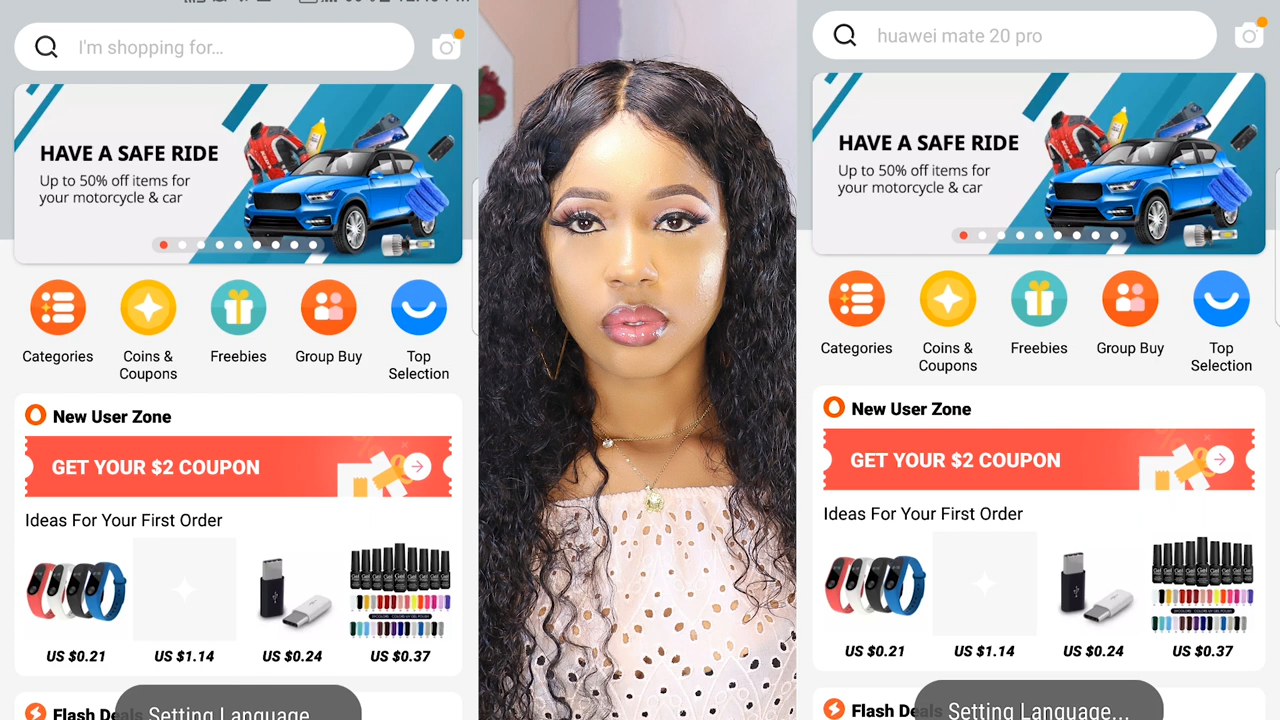 I'm shopping for...
HAVE A SAFE RIDE
Up to 50% off items for
your motorcycle & car
Categories
Coins &
Coupons
Freebies
Group Buy
Top
Selection
New User Zone
GET YOUR $2 COUPON
Ideas For Your First Order
US $0.21
US $1.14
US $0.24
US $0.37
Flash Deals
Setting Language...
huawei mate 20 pro
HAVE A SAFE RIDE
Up to 50% off items for
your motorcycle & car
Categories
Coins &
Coupons
Freebies
Group Buy
Top
Selection
New User Zone
GET YOUR $2 COUPON
Ideas For Your First Order
US $0.21
US $1.14
US $0.24
US $0.37
Flash Deals
Setting Language...